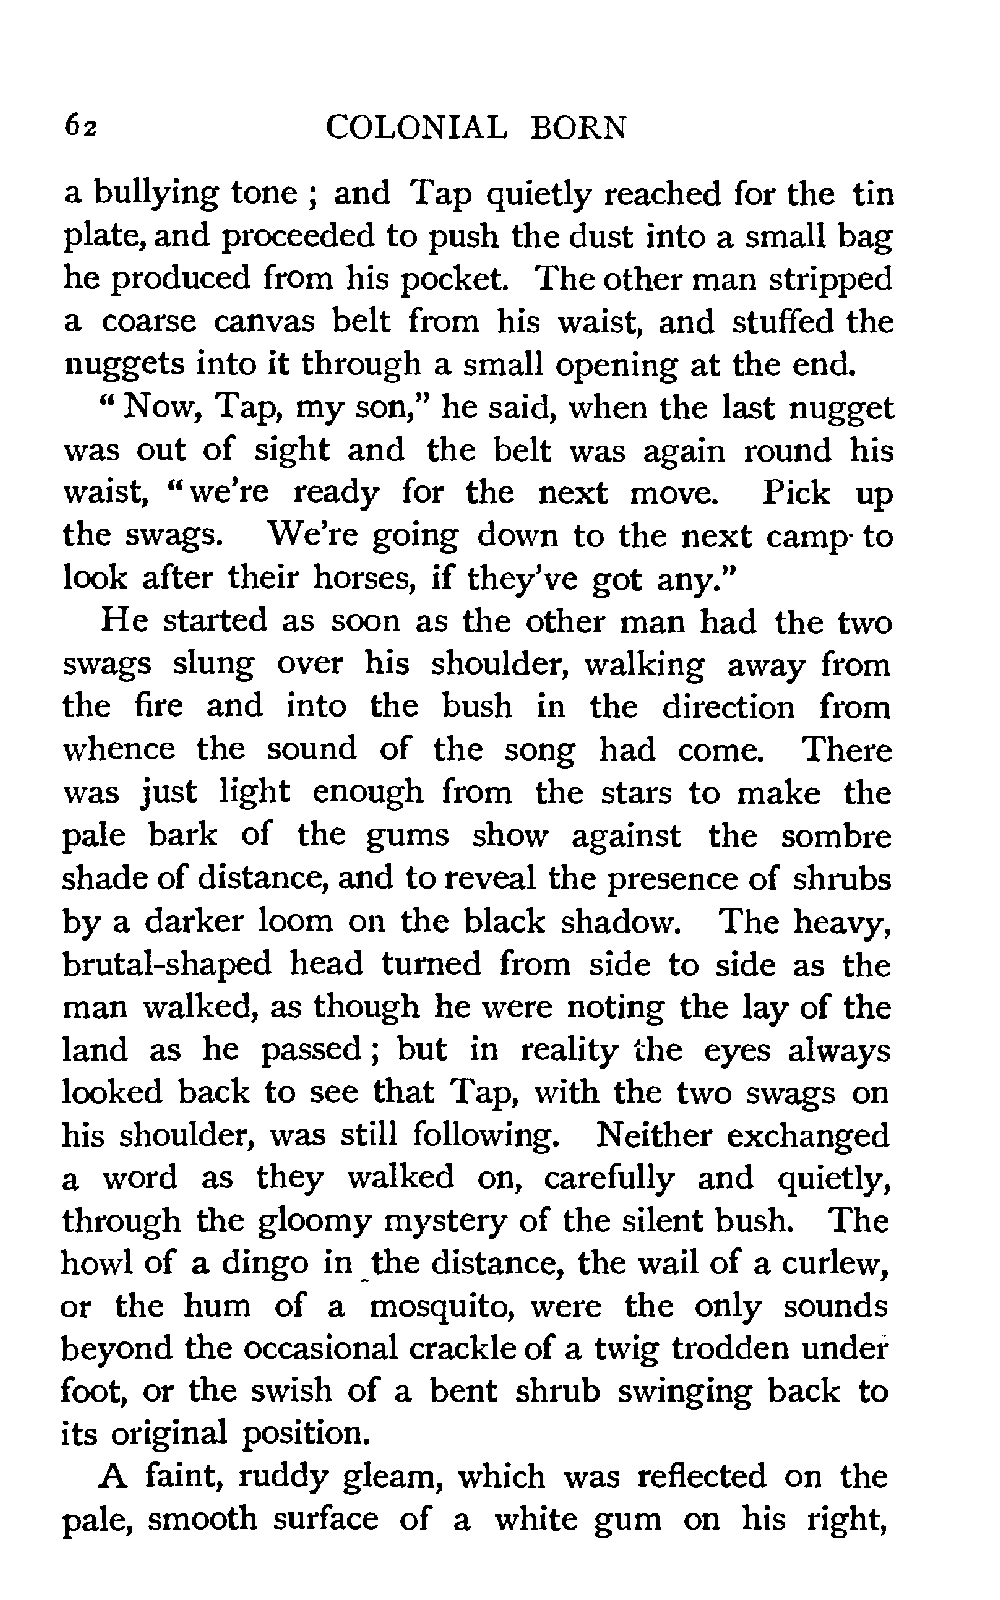 62 COLONIAL BORN
a bullying tone ; and Tap quietly reached for the tin
plate, and proceeded to push the dust into a small bag
he produced from his pocket. The other man stripped
a coarse canvas belt from his waist, and stuffed the
nuggets into it through a small opening at the end.
“ Now, Tap, my son,” he said, when the last nugget
was out of sight and the belt was again round his
waist, “ we’re ready for the next move. Pick up
the swags. We’re going down to the next camp to
look after their horses, if they’ve got any.”
He started as soon as the other man had the two
swags slung over his shoulder, walking away from
the fire and into the bush in the direction from
whence the sound of the song had come. There
was just light enough from the stars to make the
pale bark of the gums show against the sombre
shade of distance, and to reveal the presence of shrubs
by a darker loom on the black shadow. The heavy,
brutal-shaped head turned from side to side as the
man walked, as though he were noting the lay of the
land as he passed ; but in reality the eyes always
looked back to see that Tap, with the two swags on
his shoulder, was still following. Neither exchanged
a word as they walked on, carefully and quietly,
through the gloomy mystery of the silent bush. The
howl of a dingo in the distance, the wail of a curlew,
or the hum of a mosquito, were the only sounds
beyond the occasional crackle of a twig trodden under
foot, or the swish of a bent shrub swinging back to
its original position.
A faint, ruddy gleam, which was reflected on the
pale, smooth surface of a white gum on his right,